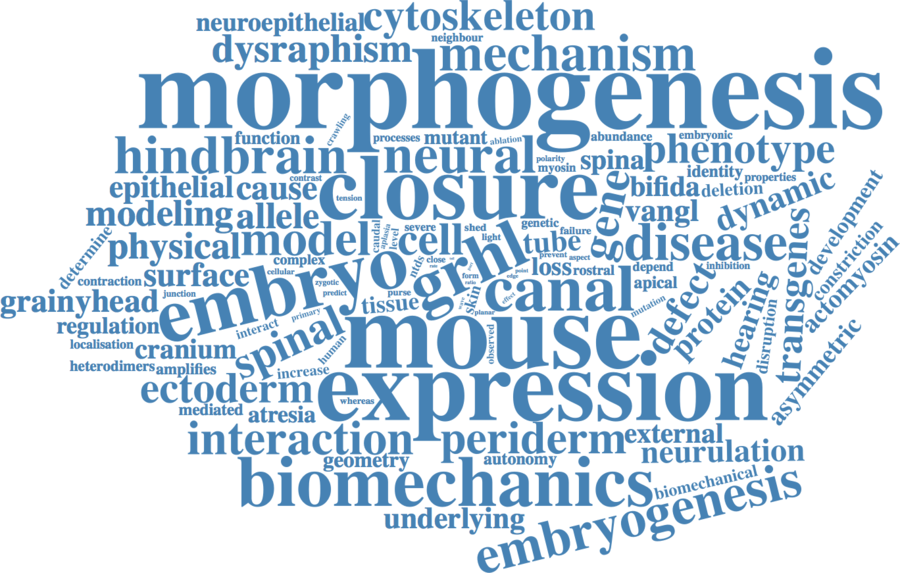 neuroepithelial cytoskeleton
neighbour
dysraphism mechanism
morphogenesis
crawling
function processes mutant ablation abundance embryonic
hindbrain neural polarity myosin spinal phenotype
contrast identity properties
epithelial cause closure gene bifida deletion dynamic
tension
modeling allele vangl development
caudal aplasia level severe shed light genetic failure
determine physical model cell grhl tube disease transgenes constriction
prevent aspect
complex ntds close
contraction surface cellular embryo form ratio point edge loss rostral depend inhibition actomyosin
zygotic predict
junction purse skin canal apical
grainyhead tissue planar effect mutation defect protein hearing
regulation interact primary mouse
localisation cranium spinal human observed disruption asymmetric
heterodimers amplifies increase
ectoderm expression
whereas
mediated atresia
interaction periderm external
geometry autonomy neurulation
biomechanics biomechanical
underlying embryogenesis